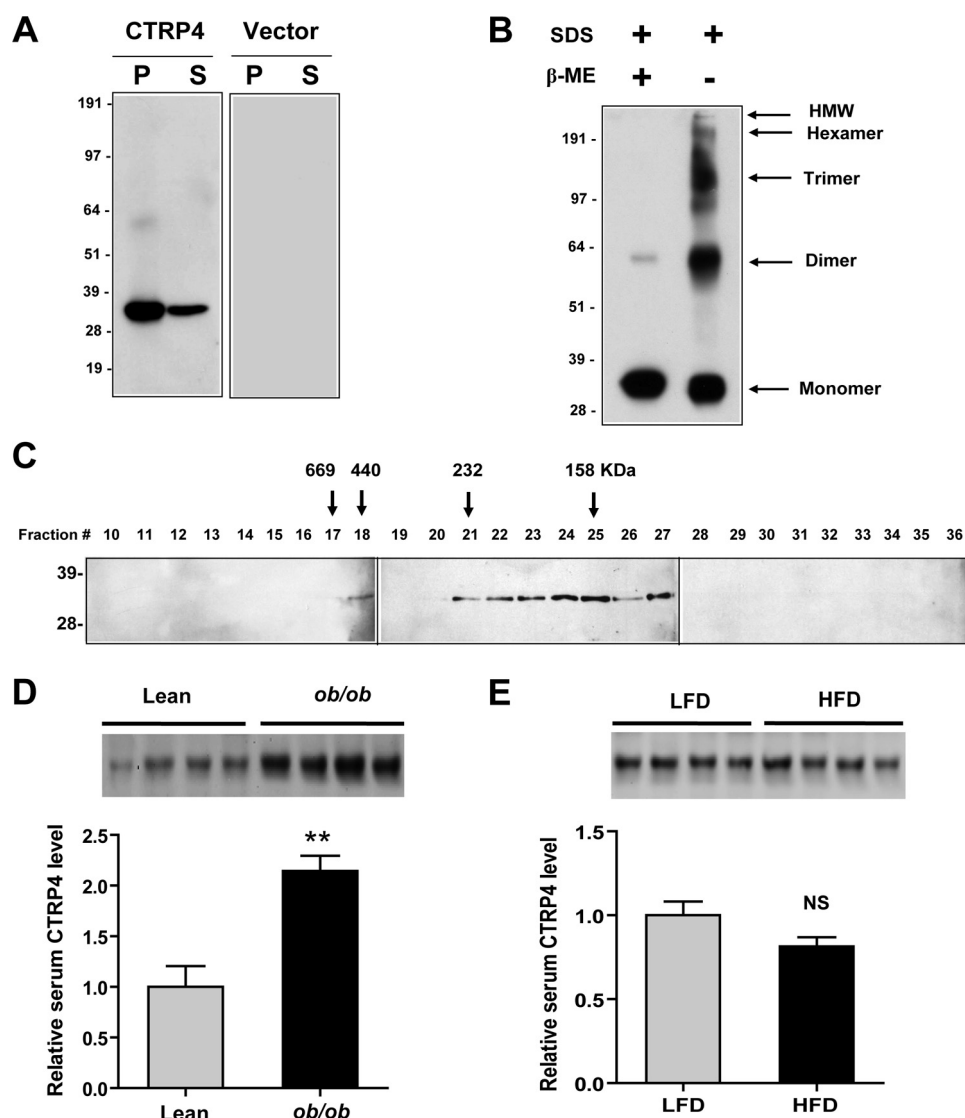 A
CTRP4 Vector
P S P S
191 -
97 -
64 -
51 -
39 -
28 -
19 -
B
SDS + +
β-ME + -
HMW
Hexamer
191 -
Trimer
97 -
64 -
Dimer
51 -
39 -
Monomer
28 -
C
669 440 232 158 KDa
Fraction # 10 11 12 13 14 15 16 17 18 19 20 21 22 23 24 25 26 27 28 29 30 31 32 33 34 35 36
39-
28-
D
Lean ob/ob
Relative serum CTRP4 level
2.5
2.0
1.5
1.0
0.5
0.0
**
Lean ob/ob
E
LFD HFD
Relative serum CTRP4 level
1.5
1.0
0.5
0.0
NS
LFD HFD